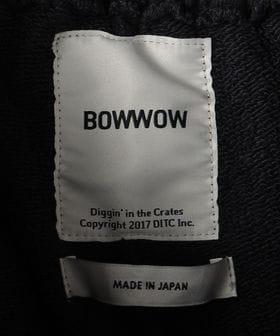 BOWWOW
Diggin' in the Crates
Copyright 2017 DITC Inc.
MADE IN JAPAN